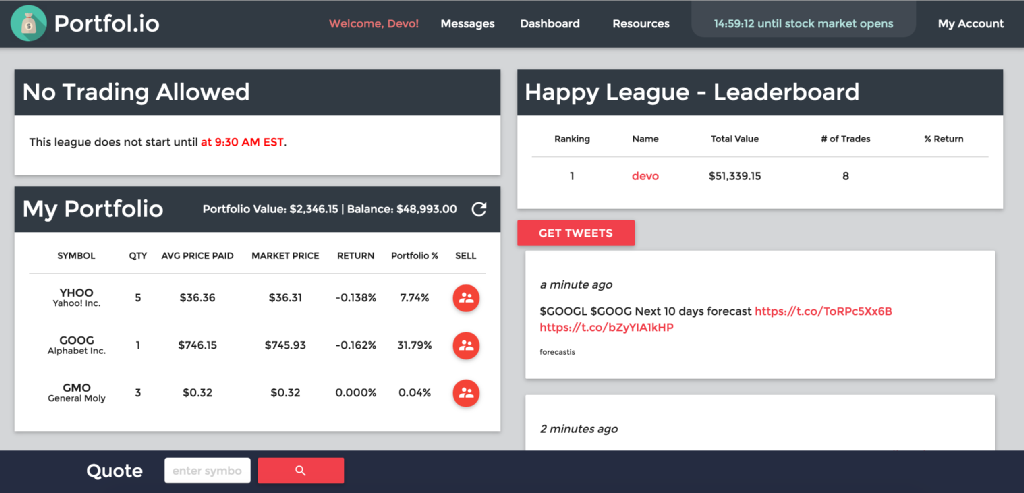 Portfol.io
Welcome, Devo! Messages Dashboard Resources 14:59:12 until stock market opens My Account
No Trading Allowed
This league does not start until at 9:30 AM EST.
My Portfolio Portfolio Value: $2,346.15 | Balance: $48,993.00
SYMBOL QTY AVG PRICE PAID MARKET PRICE RETURN Portfolio % SELL
YHOO
Yahoo! Inc. 5 $36.36 $36.31 -0.138% 7.74%
GOOG
Alphabet Inc. 1 $746.15 $745.93 -0.162% 31.79%
GMO
General Moly 3 $0.32 $0.32 0.000% 0.04%
Happy League - Leaderboard
Ranking Name Total Value # of Trades % Return
1 devo $51,339.15 8
GET TWEETS
a minute ago
$GOOGL $GOOG Next 10 days forecast https://t.co/ToRPc5Xx6B
https://t.co/bZyYIA1kHP
forecastis
2 minutes ago
Quote enter symbo